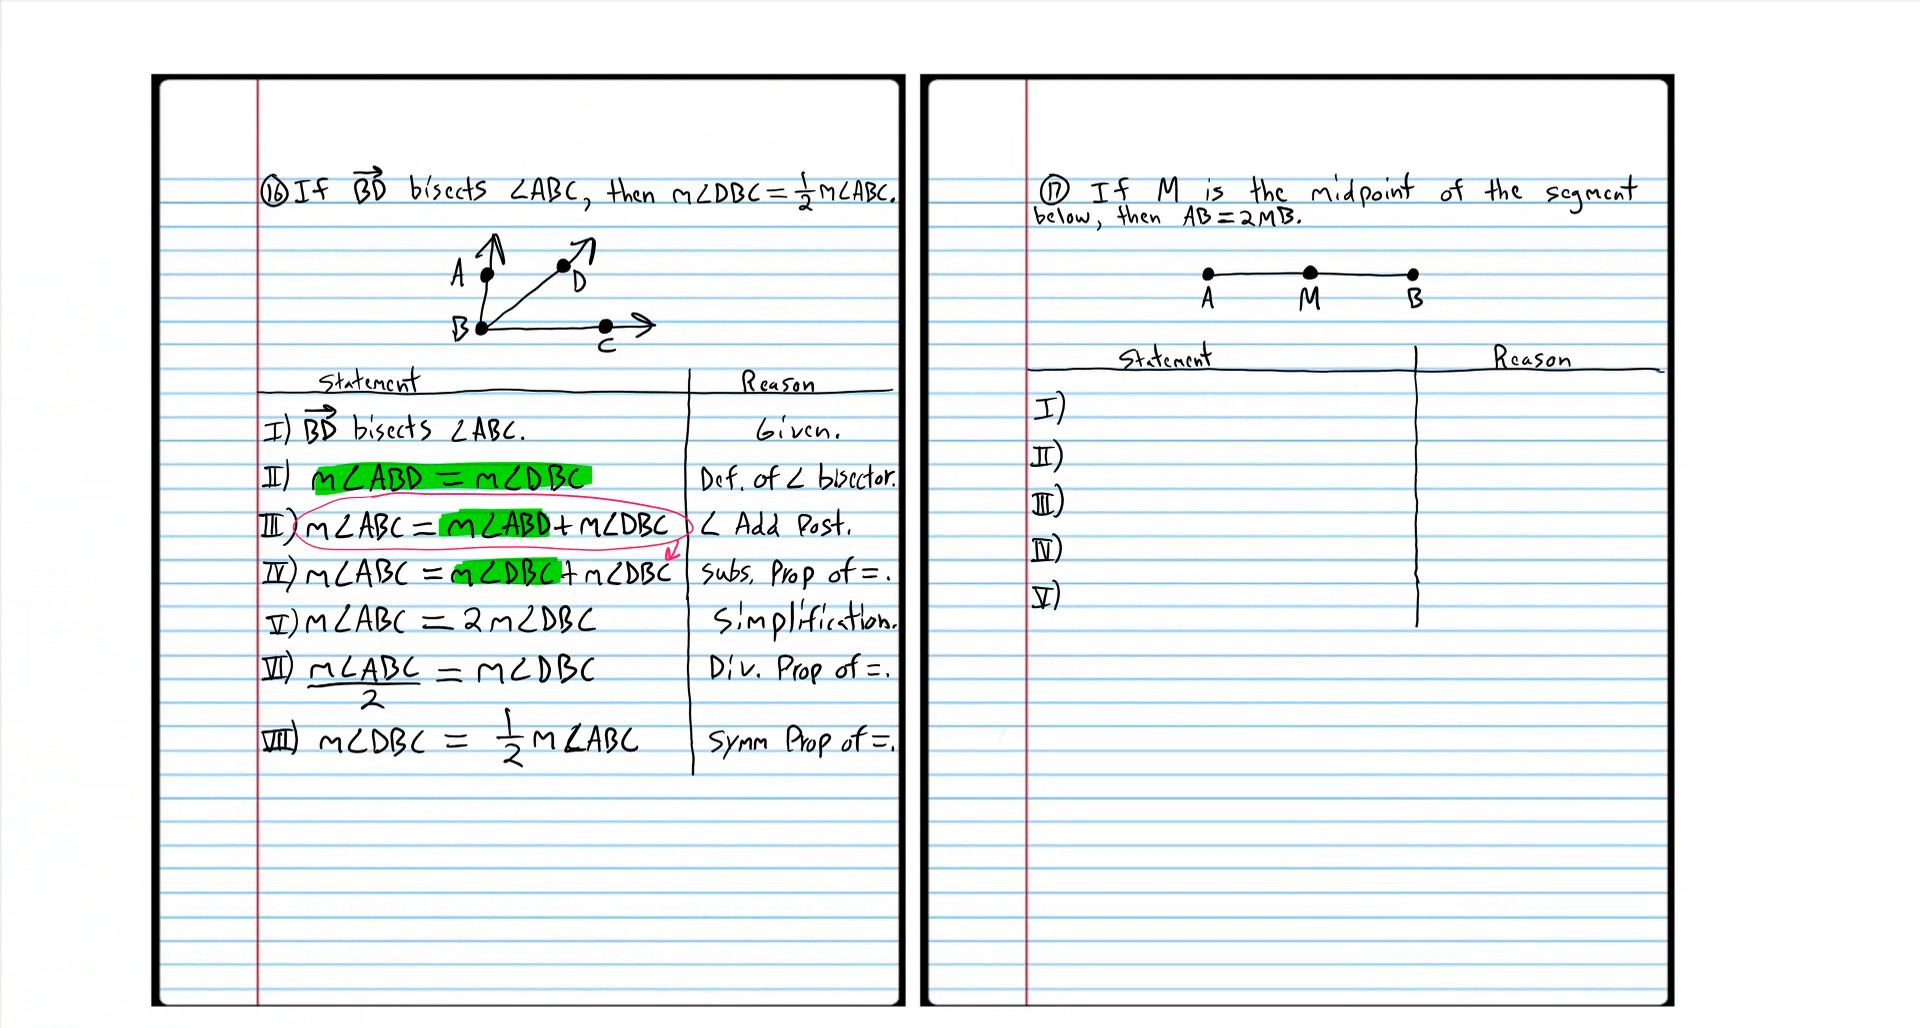 ⑯ If BD bisects ∠ABC, then m∠DBC = 1/2 m∠ABC.
A
D
B
C
Statement Reason
I) BD bisects ∠ABC. Given.
II) m∠ABD = m∠DBC Def. of ∠ bisector.
III) m∠ABC = m∠ABD + m∠DBC ∠ Add Post.
IV) m∠ABC = m∠DBC + m∠DBC Subs. Prop of =.
V) m∠ABC = 2m∠DBC Simplification.
VI) m∠ABC/2 = m∠DBC Div. Prop of =.
VII) m∠DBC = 1/2 m∠ABC Symm Prop of =.
⑰ If M is the midpoint of the segment
below, then AB = 2MB.
A M B
Statement Reason
I)
II)
III)
IV)
V)